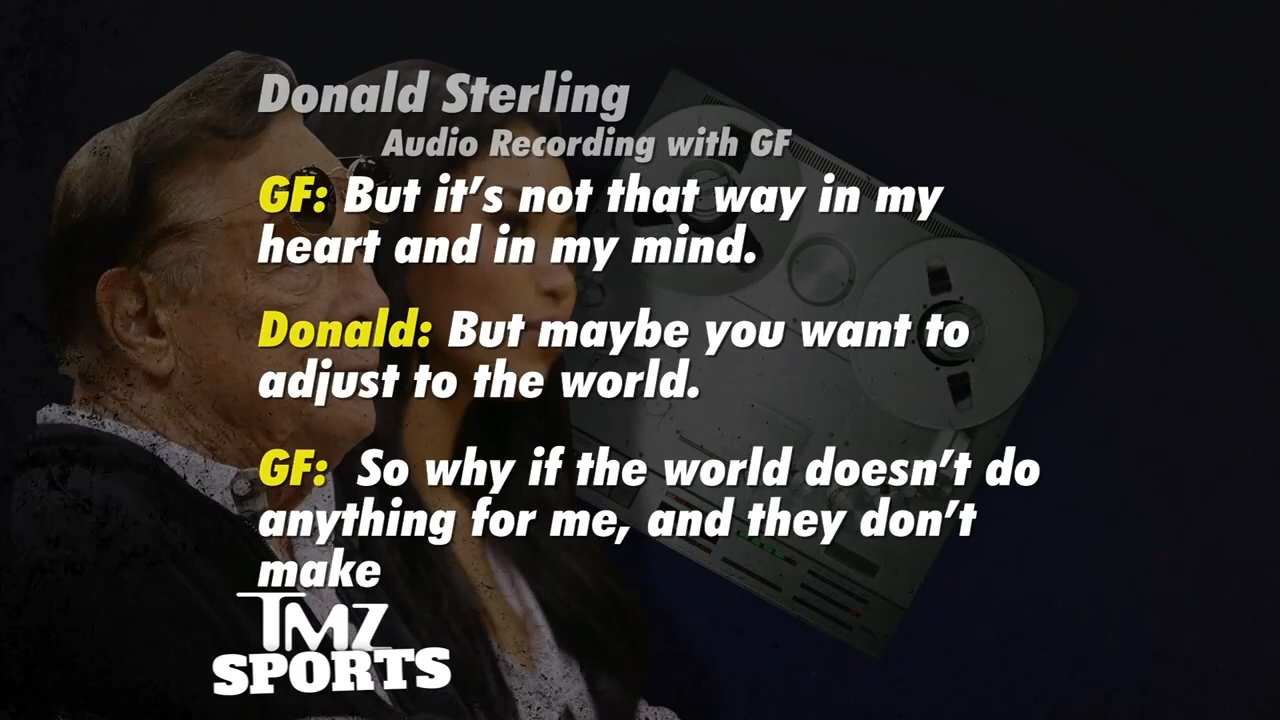 Donald Sterling
Audio Recording with GF
GF: But it's not that way in my
heart and in my mind.
Donald: But maybe you want to
adjust to the world.
GF: So why if the world doesn't do
anything for me, and they don't
make
TMZ
SPORTS